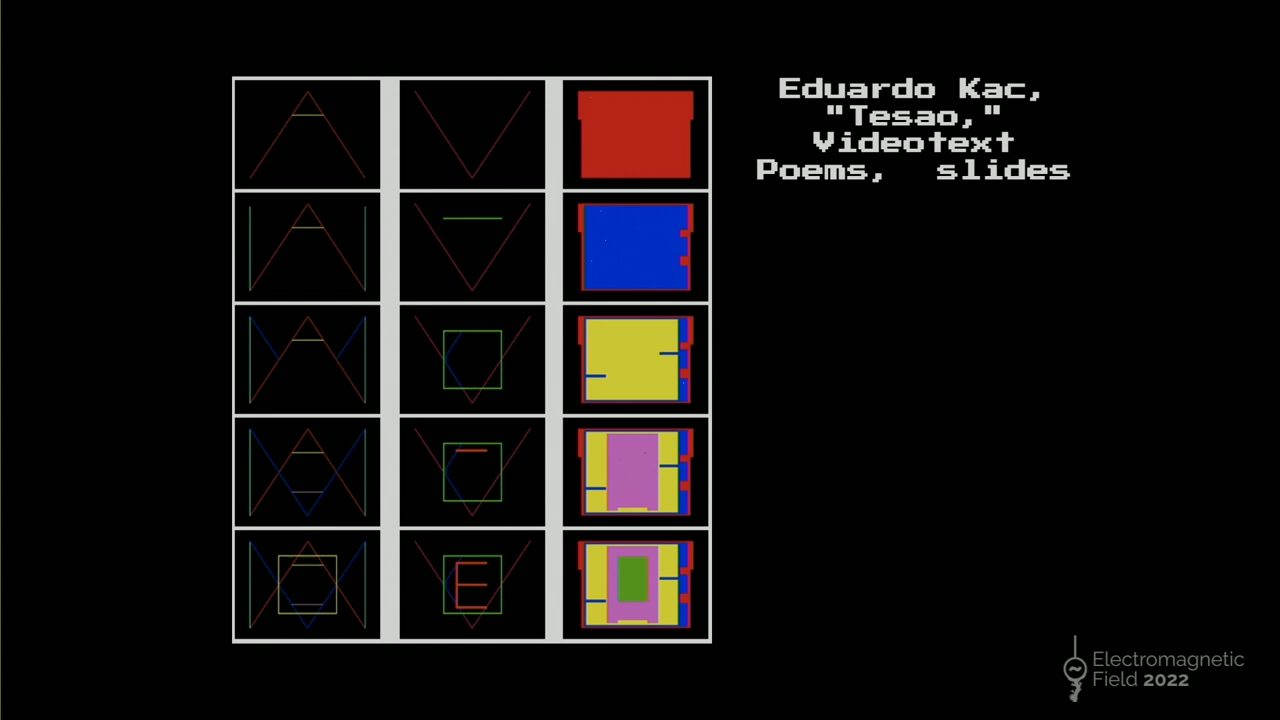 Eduardo Kac,
"Tesao,"
Videotext
Poems, slides
E
Electromagnetic
Field 2022